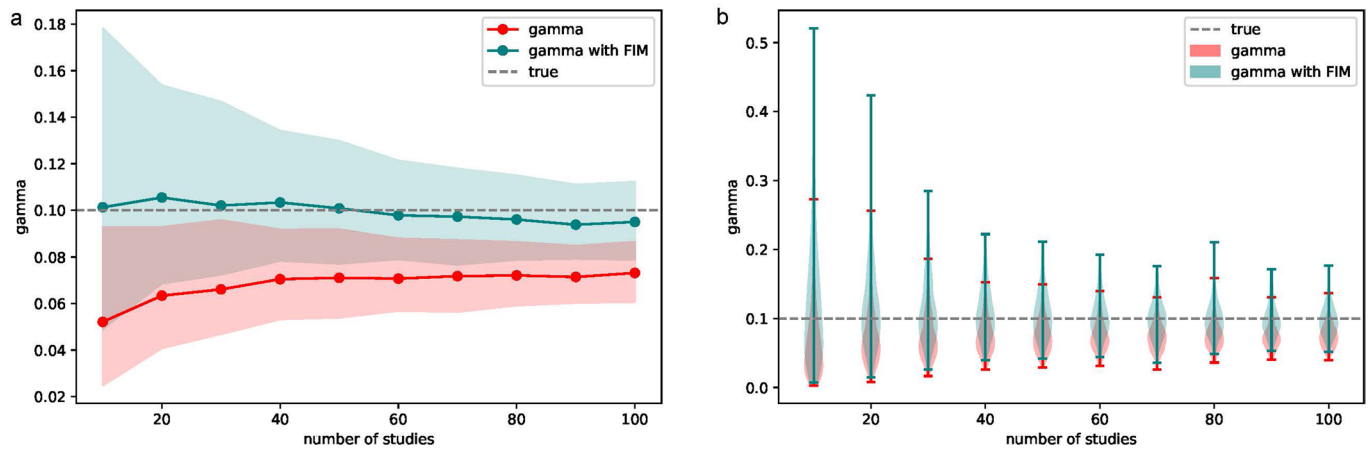 a
gamma
gamma with FIM
true
0.18
0.16
0.14
0.12
0.10
0.08
0.06
0.04
0.02
gamma
20
40
60
80
100
number of studies
b
true
gamma
gamma with FIM
0.5
0.4
0.3
0.2
0.1
0.0
gamma
20
40
60
80
100
number of studies